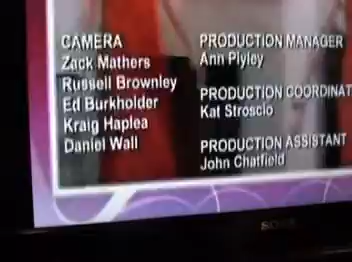 CAMERA
Zack Mathers
Russell Brownley
Ed Burkholder
Kraig Haplea
Daniel Wall
PRODUCTION MANAGER
Ann Piyley
PRODUCTION COORDINAT
Kat Stroscio
PRODUCTION ASSISTANT
John Chatfield
SONY